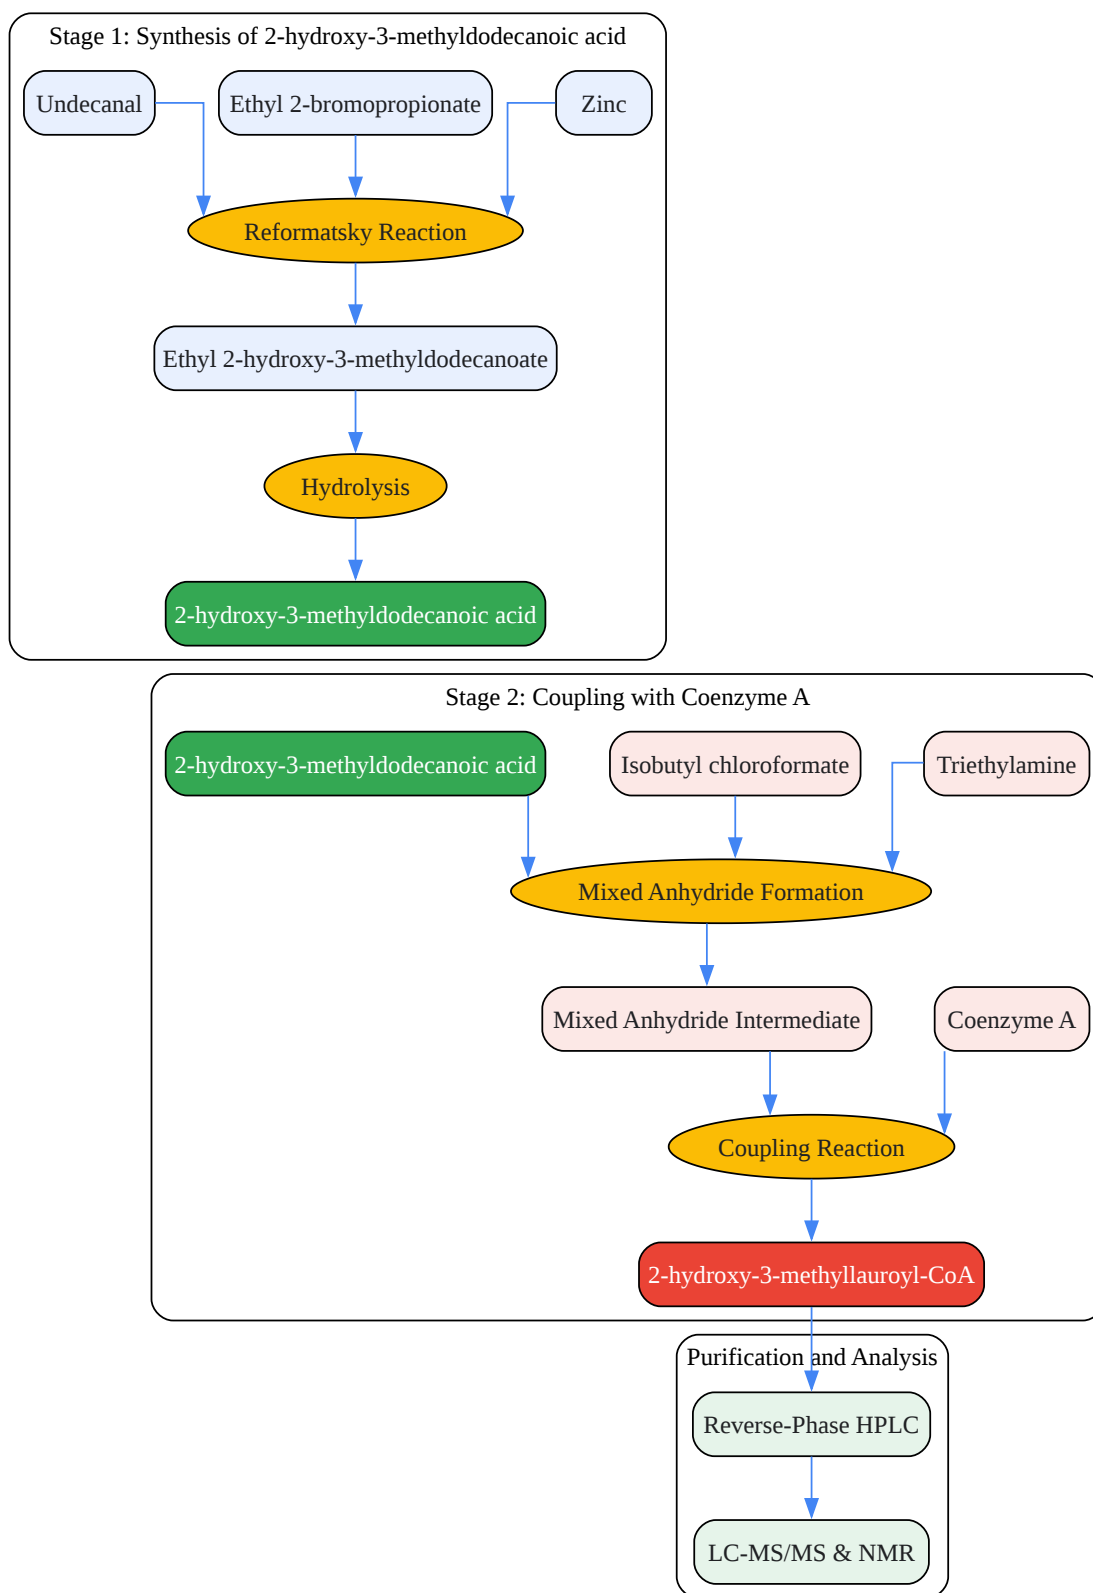 Stage 1: Synthesis of 2-hydroxy-3-methyldodecanoic acid
Undecanal
Ethyl 2-bromopropionate
Zinc
Reformatsky Reaction
Ethyl 2-hydroxy-3-methyldodecanoate
Hydrolysis
2-hydroxy-3-methyldodecanoic acid
Stage 2: Coupling with Coenzyme A
2-hydroxy-3-methyldodecanoic acid
Isobutyl chloroformate
Triethylamine
Mixed Anhydride Formation
Mixed Anhydride Intermediate
Coenzyme A
Coupling Reaction
2-hydroxy-3-methyllauroyl-CoA
Purification and Analysis
Reverse-Phase HPLC
LC-MS/MS & NMR